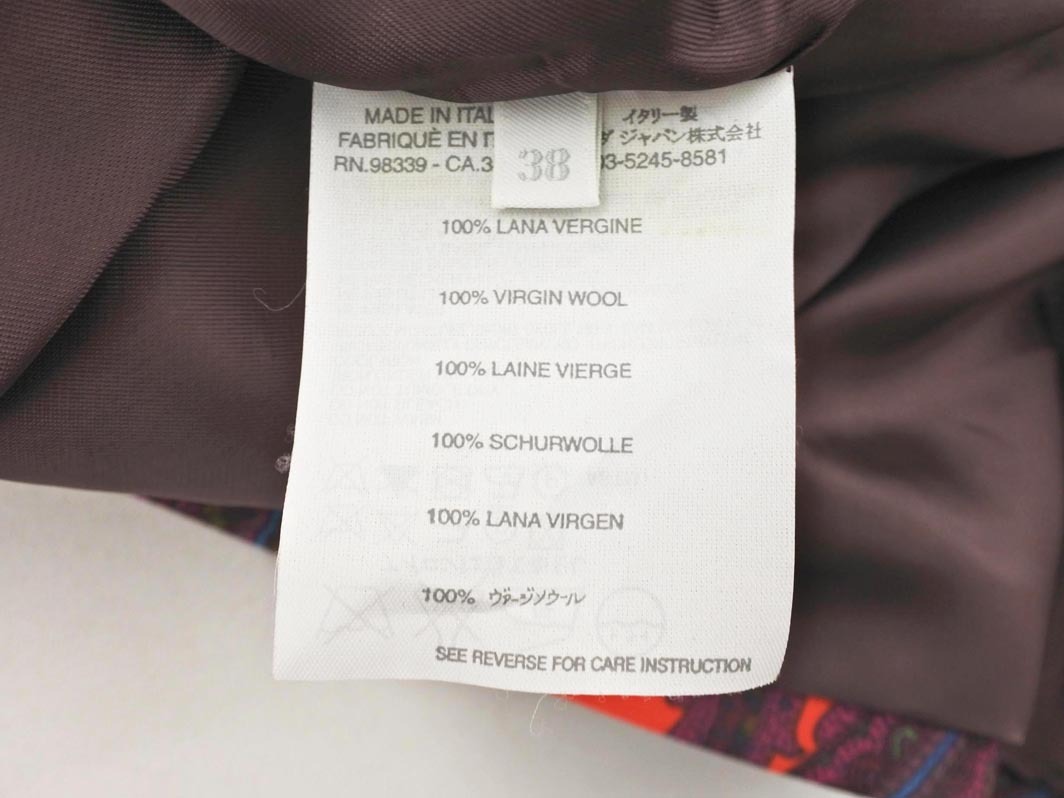 MADE IN ITAL イタリー製
FABRIQUÈ EN IT ダ ジャパン株式会社
RN.98339 - CA.3 03-5245-8581
38
100% LANA VERGINE
100% VIRGIN WOOL
100% LAINE VIERGE
100% SCHURWOLLE
100% LANA VIRGEN
100% ヴァージンウール
SEE REVERSE FOR CARE INSTRUCTION